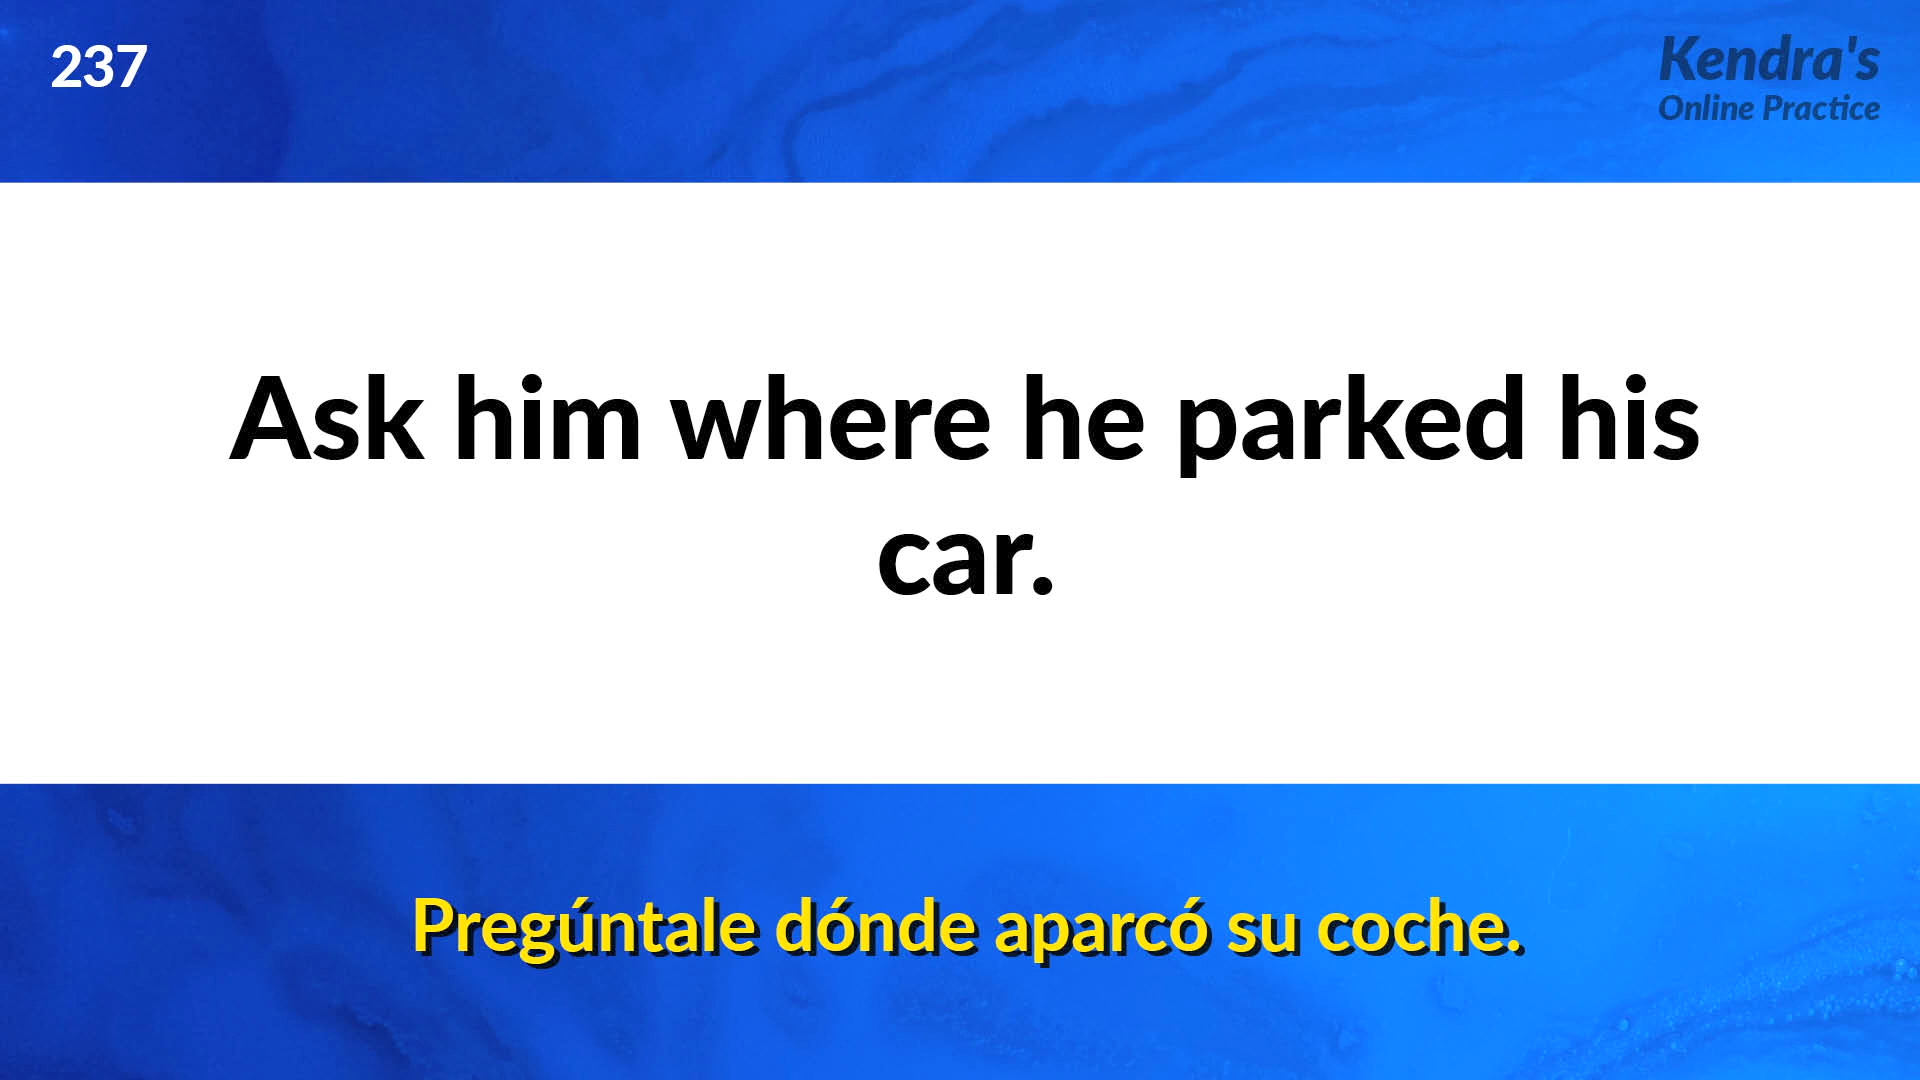 237
Kendra's
Online Practice
Ask him where he parked his
car.
Pregúntale dónde aparcó su coche.